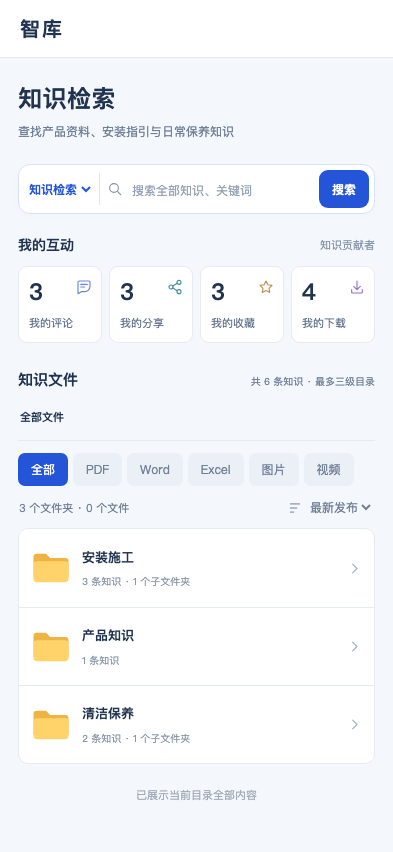 智库
知识检索
查找产品资料、安装指引与日常保养知识
知识检索 搜索全部知识、关键词 搜索
我的互动 知识贡献者
3 3 3 4
我的评论 我的分享 我的收藏 我的下载
知识文件 共 6 条知识 · 最多三级目录
全部文件
全部 PDF Word Excel 图片 视频
3 个文件夹 · 0 个文件 最新发布
安装施工
3 条知识 · 1 个子文件夹
产品知识
1 条知识
清洁保养
2 条知识 · 1 个子文件夹
已展示当前目录全部内容